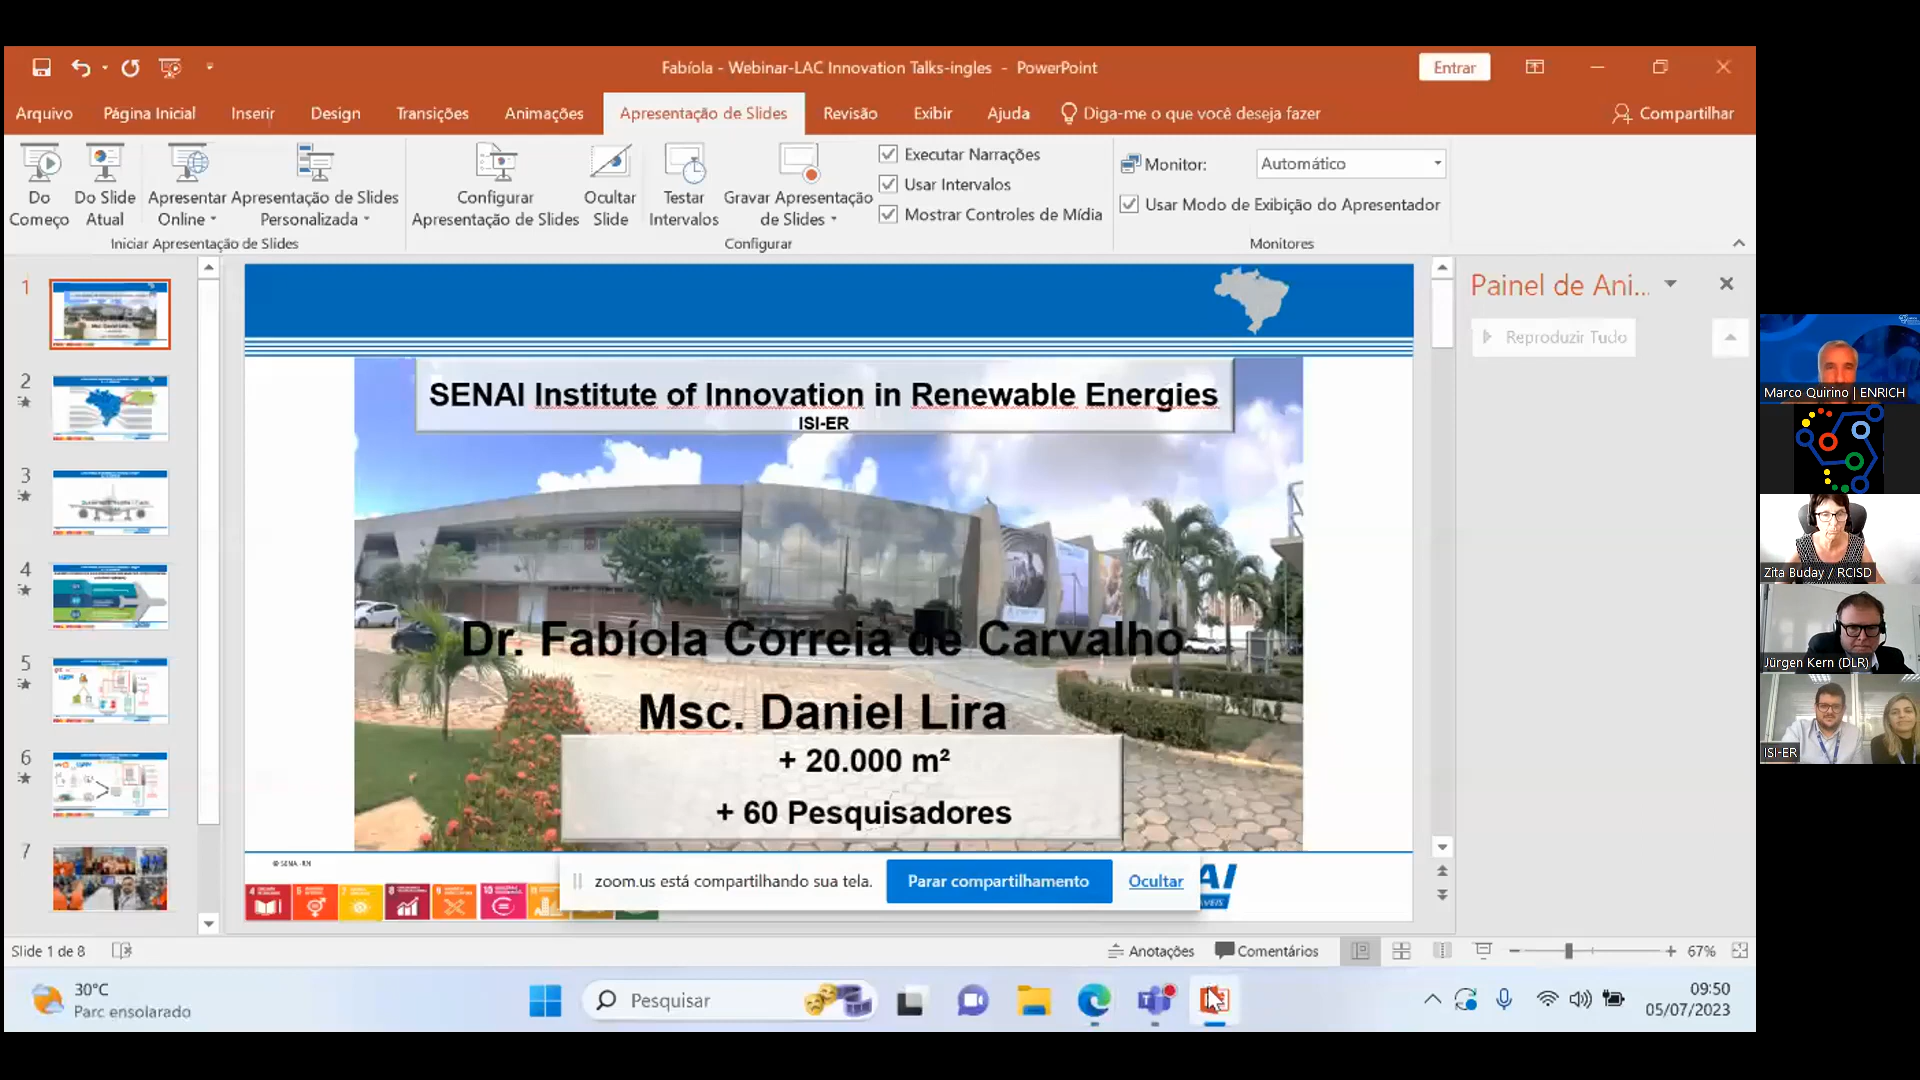 Fabíola - Webinar-LAC Innovation Talks-ingles - PowerPoint
Entrar
Arquivo
Página Inicial
Inserir
Design
Transições
Animações
Apresentação de Slides
Revisão
Exibir
Ajuda
Diga-me o que você deseja fazer
Compartilhar
Do Começo
Do Slide Atual
Apresentar Online
Apresentação de Slides Personalizada
Configurar Apresentação de Slides
Ocultar Slide
Testar Intervalos
Gravar Apresentação de Slides
Executar Narrações
Usar Intervalos
Mostrar Controles de Mídia
Monitor:
Automático
Usar Modo de Exibição do Apresentador
Iniciar Apresentação de Slides
Configurar
Monitores
1
2
3
4
5
6
7
SENAI Institute of Innovation in Renewable Energies
ISI-ER
Dr. Fabíola Correia de Carvalho
Msc. Daniel Lira
+ 20.000 m²
+ 60 Pesquisadores
zoom.us está compartilhando sua tela.
Parar compartilhamento
Ocultar
Painel de Ani...
Reproduzir Tudo
Marco Quirino | ENRICH
Zita Buday / RCISD
Jürgen Kern (DLR)
ISI-ER
Slide 1 de 8
Anotações
Comentários
67%
30°C
Parc ensolarado
Pesquisar
09:50
05/07/2023